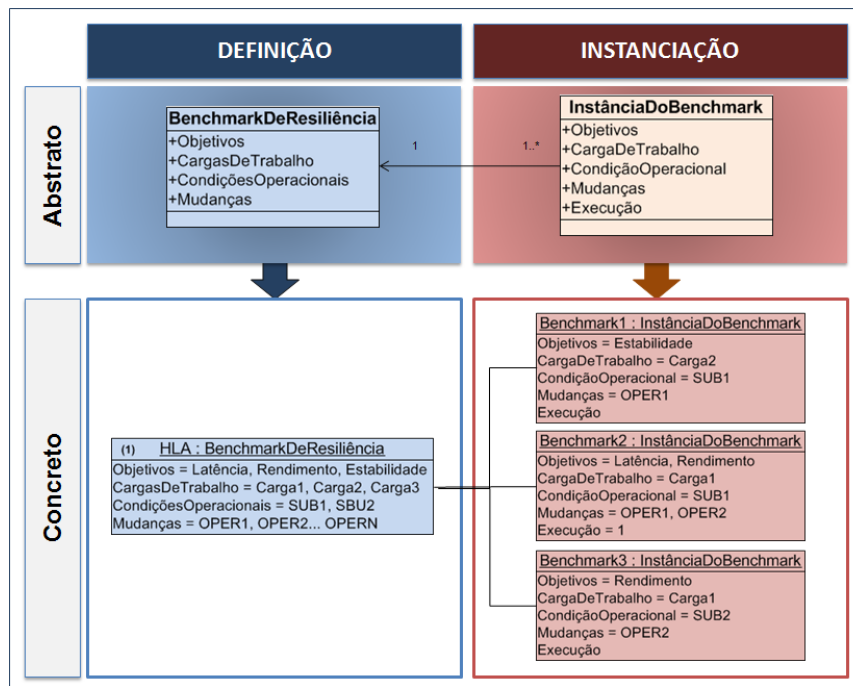 DEFINIÇÃO
INSTANCIAÇÃO
Abstrato
BenchmarkDeResiliência
+Objetivos
+CargasDeTrabalho
+CondiçõesOperacionais
+Mudanças
1
1..*
InstânciaDoBenchmark
+Objetivos
+CargaDeTrabalho
+CondiçãoOperacional
+Mudanças
+Execução
Concreto
(1) HLA : BenchmarkDeResiliência
Objetivos = Latência, Rendimento, Estabilidade
CargasDeTrabalho = Carga1, Carga2, Carga3
CondiçõesOperacionais = SUB1, SBU2
Mudanças = OPER1, OPER2... OPERN
Benchmark1 : InstânciaDoBenchmark
Objetivos = Estabilidade
CargaDeTrabalho = Carga2
CondiçãoOperacional = SUB1
Mudanças = OPER1
Execução
Benchmark2 : InstânciaDoBenchmark
Objetivos = Latência, Rendimento
CargaDeTrabalho = Carga1
CondiçãoOperacional = SUB1
Mudanças = OPER1, OPER2
Execução = 1
Benchmark3 : InstânciaDoBenchmark
Objetivos = Rendimento
CargaDeTrabalho = Carga1
CondiçãoOperacional = SUB2
Mudanças = OPER2
Execução